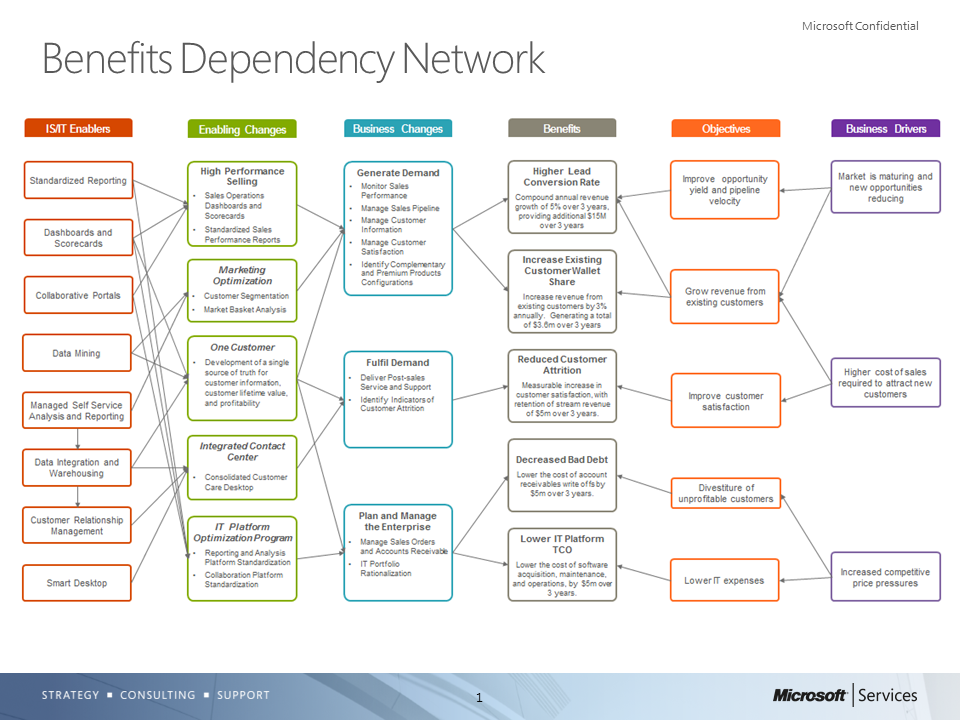 Microsoft Confidential
Benefits Dependency Network
IS/IT Enablers
Standardized Reporting
Dashboards and
Scorecards
Collaborative Portals
Data Mining
Managed Self Service
Analysis and Reporting
Data Integration and
Warehousing
Customer Relationship
Management
Smart Desktop
Enabling Changes
High Performance
Selling
• Sales Operations
Dashboards and
Scorecards
• Standardized Sales
Performance Reports
Marketing
Optimization
• Customer Segmentation
• Market Basket Analysis
One Customer
• Development of a single
source of truth for
customer information,
customer lifetime value,
and profitability
Integrated Contact
Center
• Consolidated Customer
Care Desktop
IT Platform
Optimization Program
• Reporting and Analysis
Platform Standardization
• Collaboration Platform
Standardization
Business Changes
Generate Demand
• Monitor Sales
Performance
• Manage Sales Pipeline
• Manage Customer
Information
• Manage Customer
Satisfaction
• Identify Complementary
and Premium Products
Configurations
Fulfil Demand
• Deliver Post-sales
Service and Support
• Identify Indicators of
Customer Attrition
Plan and Manage
the Enterprise
• Manage Sales Orders
and Accounts Receivable
• IT Portfolio
Rationalization
Benefits
Higher Lead
Conversion Rate
Compound annual revenue
growth of 5% over 3 years,
providing additional $15M
over 3 years
Increase Existing
Customer Wallet
Share
Increase revenue from
existing customers by 3%
annually. Generating a total
of $3.6m over 3 years
Reduced Customer
Attrition
Measurable increase in
customer satisfaction, with
retention of stream revenue
of $5m over 3 years.
Decreased Bad Debt
Lower the cost of account
receivables write offs by
$5m over 3 years.
Lower IT Platform
TCO
Lower the cost of software
acquisition, maintenance,
and operations, by $5m over
3 years.
Objectives
Improve opportunity
yield and pipeline
velocity
Grow revenue from
existing customers
Improve customer
satisfaction
Divestiture of
unprofitable customers
Lower IT expenses
Business Drivers
Market is maturing and
new opportunities
reducing
Higher cost of sales
required to attract new
customers
Increased competitive
price pressures
STRATEGY ■ CONSULTING ■ SUPPORT
1
Microsoft | Services